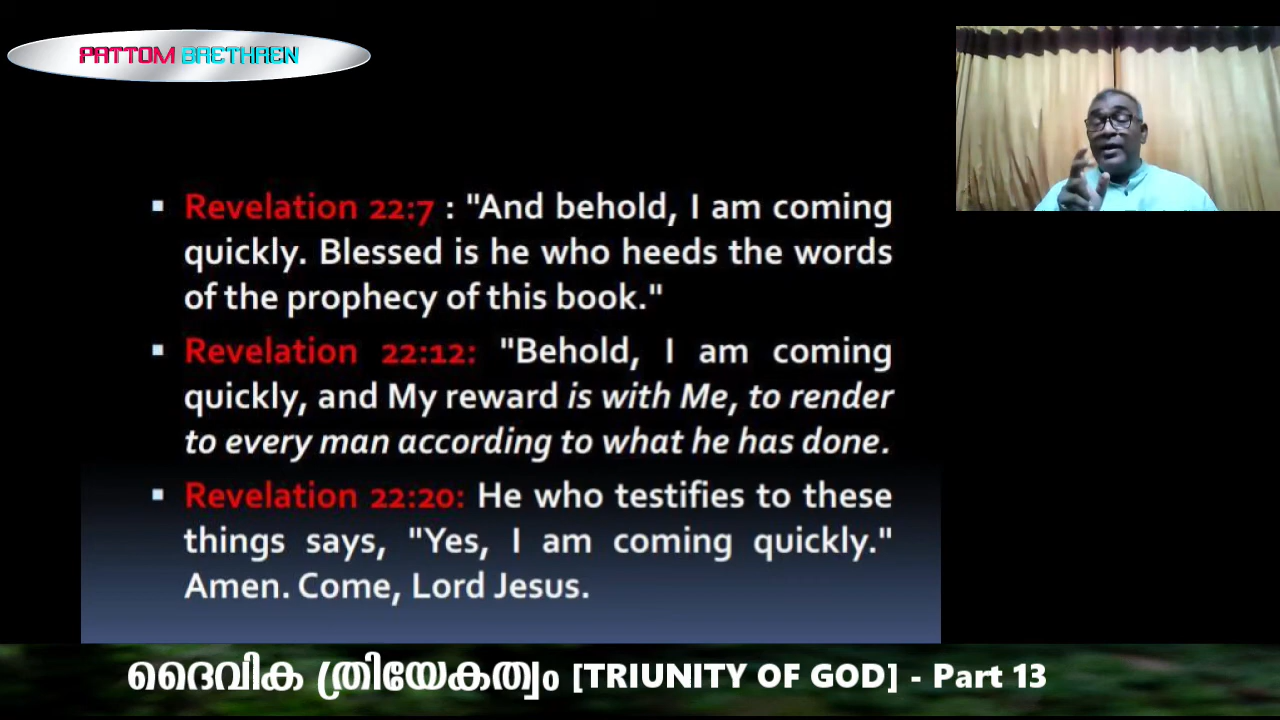 PATTOM BRETHREN
▪ Revelation 22:7 : "And behold, I am coming
quickly. Blessed is he who heeds the words
of the prophecy of this book."
▪ Revelation 22:12: "Behold, I am coming
quickly, and My reward is with Me, to render
to every man according to what he has done.
▪ Revelation 22:20: He who testifies to these
things says, "Yes, I am coming quickly."
Amen. Come, Lord Jesus.
ദൈവിക ത്രിയേകത്വം [TRIUNITY OF GOD] - Part 13